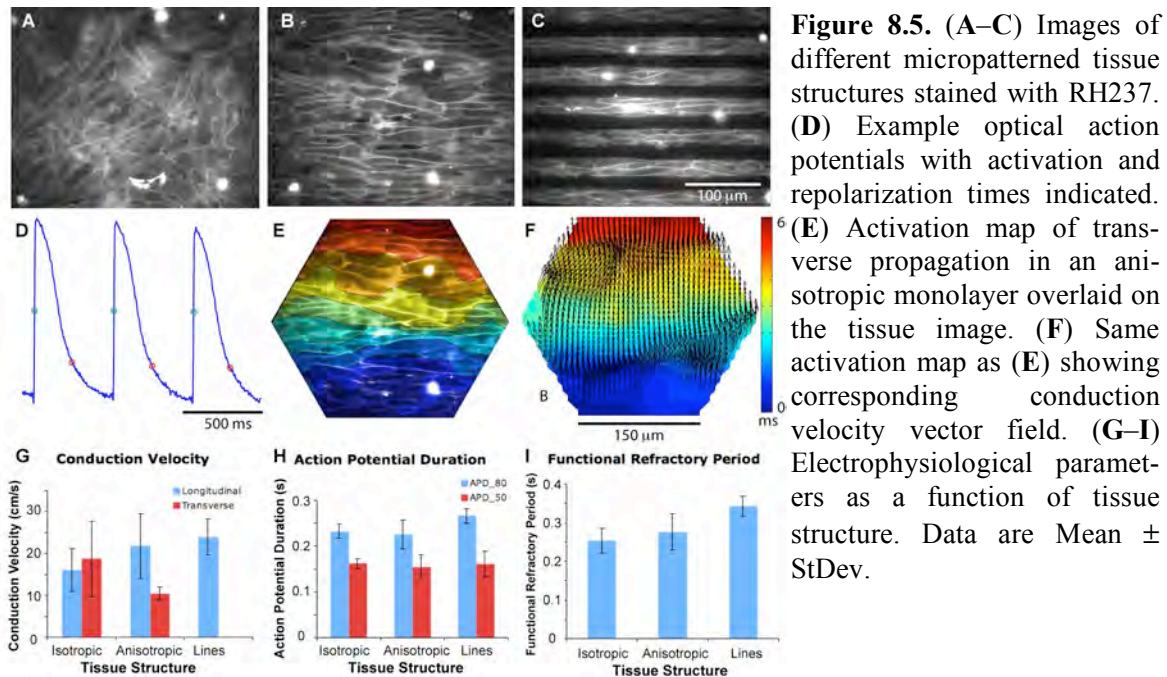 A
B
C
100 µm
Figure 8.5. (A–C) Images of
different micropatterned tissue
structures stained with RH237.
(D) Example optical action
potentials with activation and
repolarization times indicated.
(E) Activation map of trans-
verse propagation in an ani-
sotropic monolayer overlaid on
the tissue image. (F) Same
activation map as (E) showing
corresponding conduction
velocity vector field. (G–I)
Electrophysiological paramet-
ers as a function of tissue
structure. Data are Mean ±
StDev.
D
500 ms
E
F
6
0
ms
B
150 µm
G Conduction Velocity
Conduction Velocity (cm/s)
30
20
10
0
Longitudinal
Transverse
Isotropic Anisotropic Lines
Tissue Structure
H Action Potential Duration
Action Potential Duration (s)
0.3
0.2
0.1
0
APD_80
APD_50
Isotropic Anisotropic Lines
Tissue Structure
I Functional Refractory Period
Functional Refractory Period (s)
0.4
0.3
0.2
0.1
0
Isotropic Anisotropic Lines
Tissue Structure